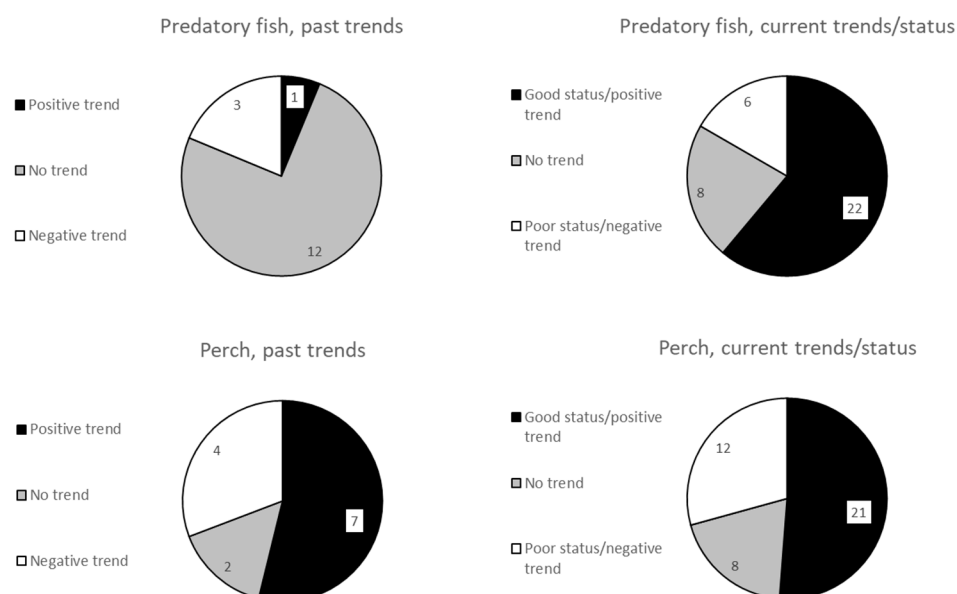 Predatory fish, past trends
Positive trend
No trend
Negative trend
1
3
12
Predatory fish, current trends/status
Good status/positive
trend
No trend
Poor status/negative
trend
6
8
22
Perch, past trends
Positive trend
No trend
Negative trend
4
7
2
Perch, current trends/status
Good status/positive
trend
No trend
Poor status/negative
trend
12
21
8